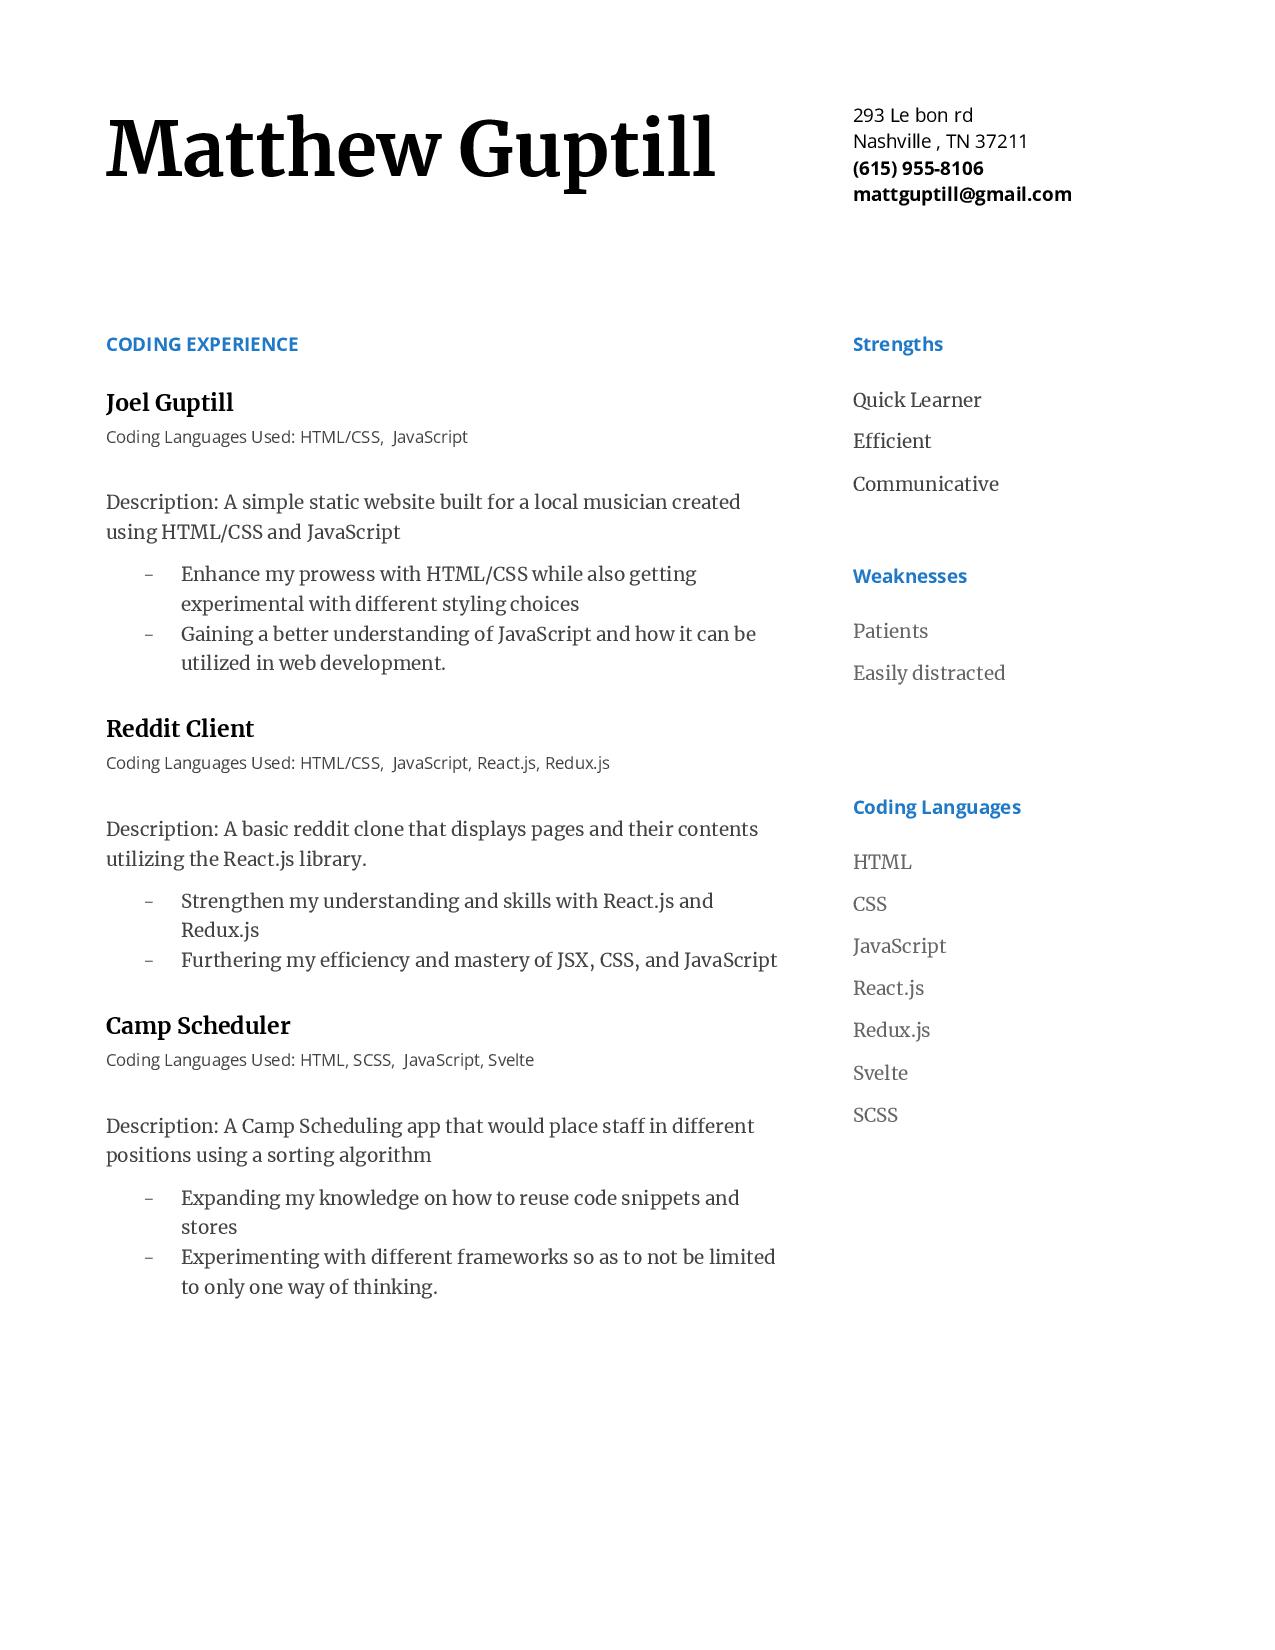 Matthew Guptill
293 Le bon rd
Nashville , TN 37211
(615) 955-8106
mattguptill@gmail.com
CODING EXPERIENCE
Joel Guptill
Coding Languages Used: HTML/CSS,  JavaScript
Description: A simple static website built for a local musician created
using HTML/CSS and JavaScript
- Enhance my prowess with HTML/CSS while also getting
experimental with different styling choices
- Gaining a better understanding of JavaScript and how it can be
utilized in web development.
Reddit Client
Coding Languages Used: HTML/CSS,  JavaScript, React.js, Redux.js
Description: A basic reddit clone that displays pages and their contents
utilizing the React.js library.
- Strengthen my understanding and skills with React.js and
Redux.js
- Furthering my efficiency and mastery of JSX, CSS, and JavaScript
Camp Scheduler
Coding Languages Used: HTML, SCSS,  JavaScript, Svelte
Description: A Camp Scheduling app that would place staff in different
positions using a sorting algorithm
- Expanding my knowledge on how to reuse code snippets and
stores
- Experimenting with different frameworks so as to not be limited
to only one way of thinking.
Strengths
Quick Learner
Efficient
Communicative
Weaknesses
Patients
Easily distracted
Coding Languages
HTML
CSS
JavaScript
React.js
Redux.js
Svelte
SCSS